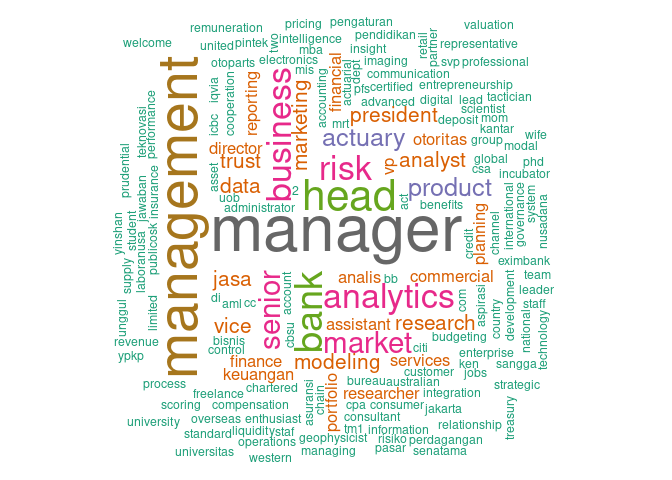 remuneration
pricing
pengaturan
valuation
welcome
united
pintek
two
intelligence
mba
insight
pendidikan
retail
partner
representative
otoparts
electronics
mis
imaging
dept
svp
professional
communication
pfs
certified
entrepreneurship
management
business
marketing
financial
accounting
actuarial
reporting
cooperation
icbc
iqvia
advanced
digital
lead
tactician
scientist
president
deposit
mom
kantar
mrt
actuary
otoritas
group
wife
modal
director
trust
risk
vp
analyst
global
csa
phd
incubator
teknovasi
performance
prudential
asset
data
uob
2
head
act
product
benefits
administrator
manager
planning
credit
channel
international
governance
system
nusadana
yinshan
student
jawaban
insurance
publicosk
laboranusa
supply
unggul
limited
eximbank
jasa
di
aml
cc
senior
account
cbsu
bank
analis
bb
commercial
team
leader
analytics
com
aspirasi
country
development
staff
national
technology
vice
bisnis
control
assistant
research
budgeting
revenue
ypkp
market
citi
enterprise
finance
modeling
services
customer
ken
jobs
sangga
keuangan
process
freelance
chartered
portfolio
bureau
australian
researcher
integration
strategic
scoring
compensation
asuransi
chain
cpa
consumer
jakarta
consultant
university
overseas
enthusiast
relationship
treasury
standard
liquidity
staf
tm1
information
operations
geophysicist
risiko
perdagangan
universitas
managing
pasar
senatama
western